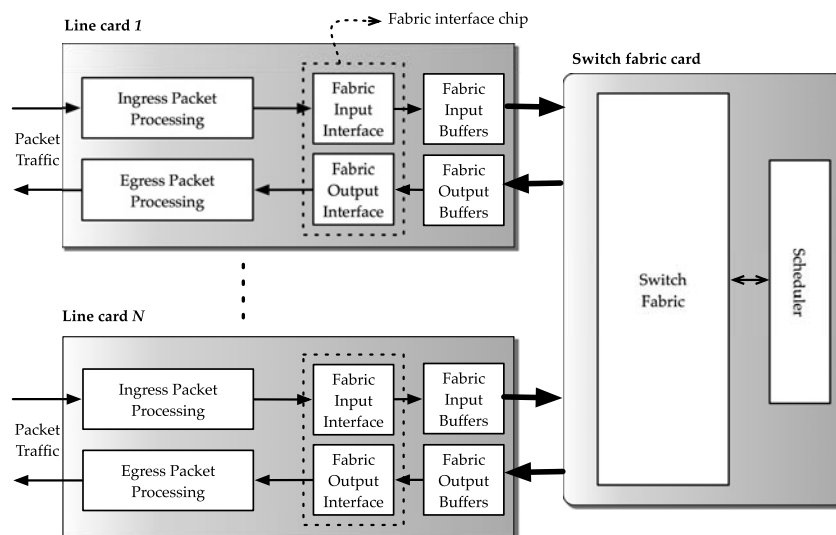 Fabric interface chip
Line card 1
Switch fabric card
Ingress Packet
Processing
Fabric
Input
Interface
Fabric
Input
Buffers
Packet
Traffic
Egress Packet
Processing
Fabric
Output
Interface
Fabric
Output
Buffers
Switch
Fabric
Scheduler
Line card N
Ingress Packet
Processing
Fabric
Input
Interface
Fabric
Input
Buffers
Packet
Traffic
Egress Packet
Processing
Fabric
Output
Interface
Fabric
Output
Buffers